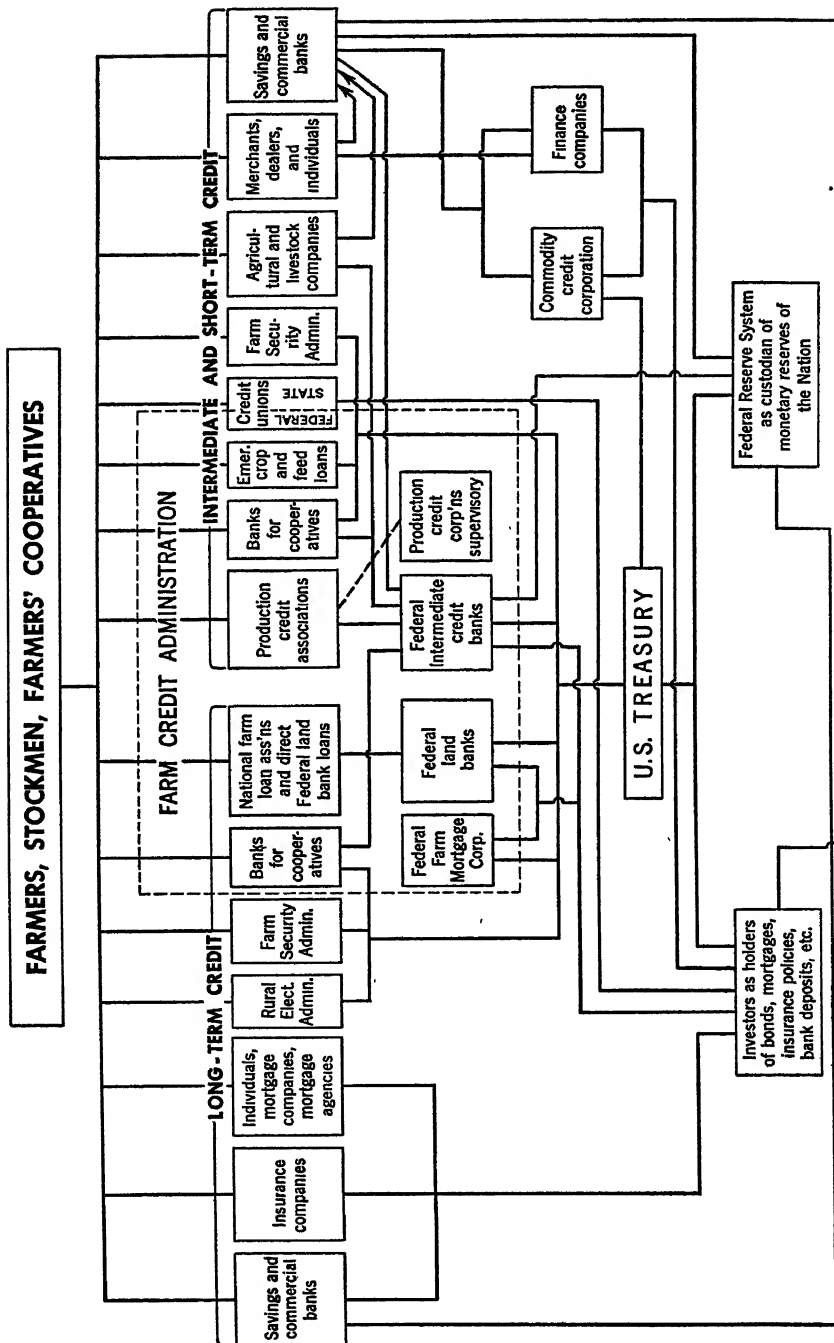 FARMERS, STOCKMEN, FARMERS' COOPERATIVES
FARM CREDIT ADMINISTRATION
LONG-TERM CREDIT
INTERMEDIATE AND SHORT-TERM CREDIT
Savings and
commercial
banks
Insurance
companies
Individuals,
mortgage
companies,
mortgage
agencies
Rural
Elect.
Admin.
Farm
Security
Admin.
Banks
for
cooper-
atives
National farm
loan ass'ns
and direct
Federal land
bank loans
Production
credit
associations
Banks
for
cooper-
atives
Emer.
crop
and
feed
loans
Credit
unions
FEDERAL
STATE
Farm
Secu-
rity
Admin.
Agricul-
tural and
livestock
companies
Merchants,
dealers,
and
individuals
Savings and
commercial
banks
Federal
Farm
Mortgage
Corp.
Federal
land
banks
Federal
Intermediate
credit
banks
Production
credit
corp'ns
supervisory
Commodity
credit
corporation
Finance
companies
U.S. TREASURY
Investors as holders
of bonds, mortgages,
insurance policies,
bank deposits, etc.
Federal Reserve System
as custodian of
monetary reserves of
the Nation